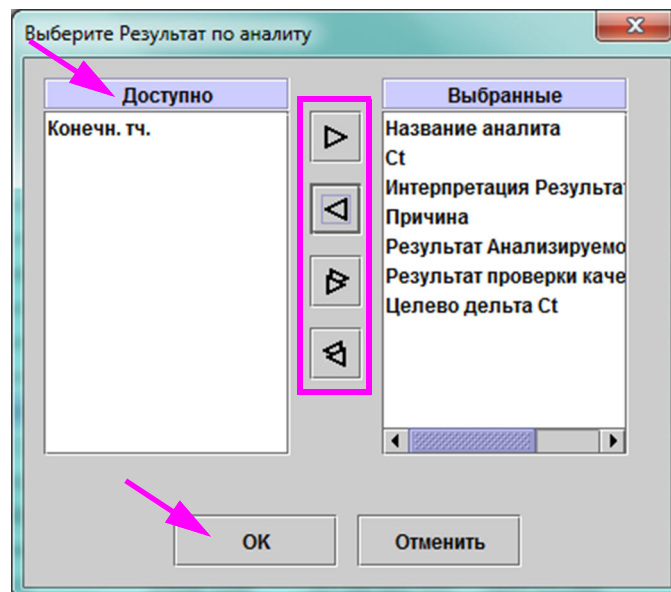 Выберите Результат по аналиту
Доступно
Конечн. тч.
Выбранные
Название аналита
Ct
Интерпретация Результат
Причина
Результат Анализируемо
Результат проверки каче
Целево дельта Ct
OK
Отменить